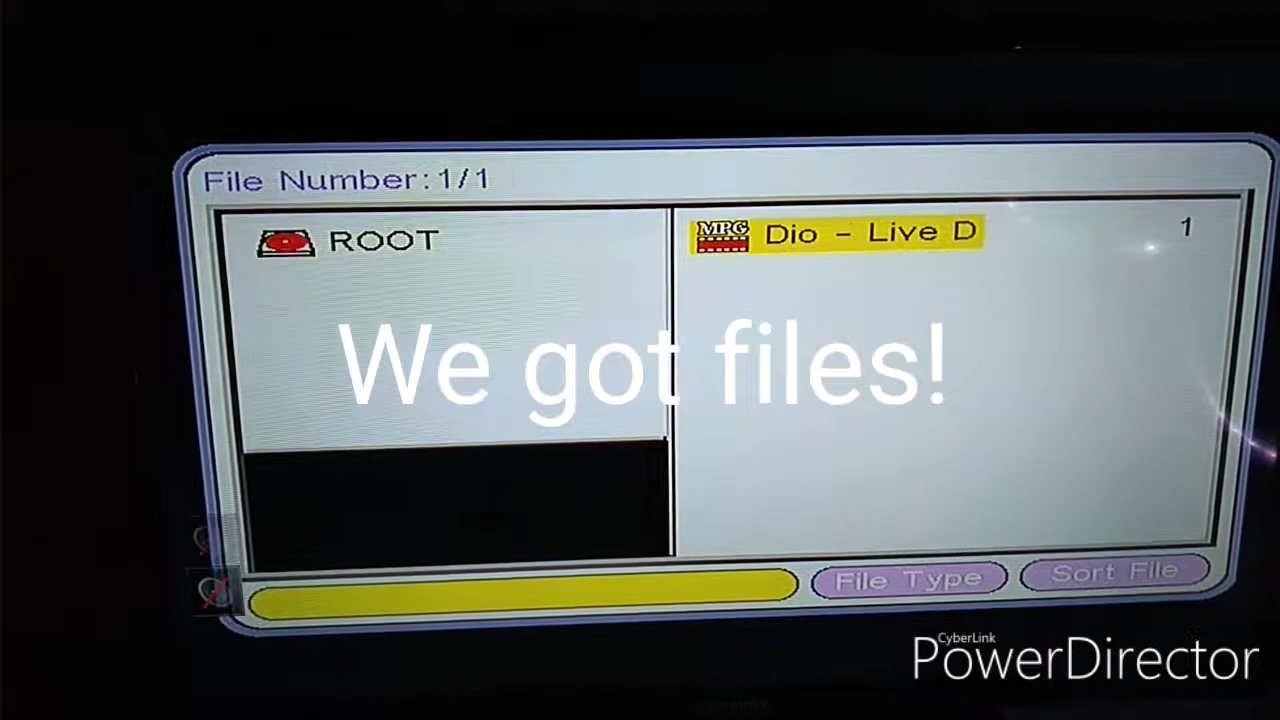 File Number:1/1
ROOT
MPG Dio - Live D 1
We got files!
File Type Sort File
CyberLink
PowerDirector